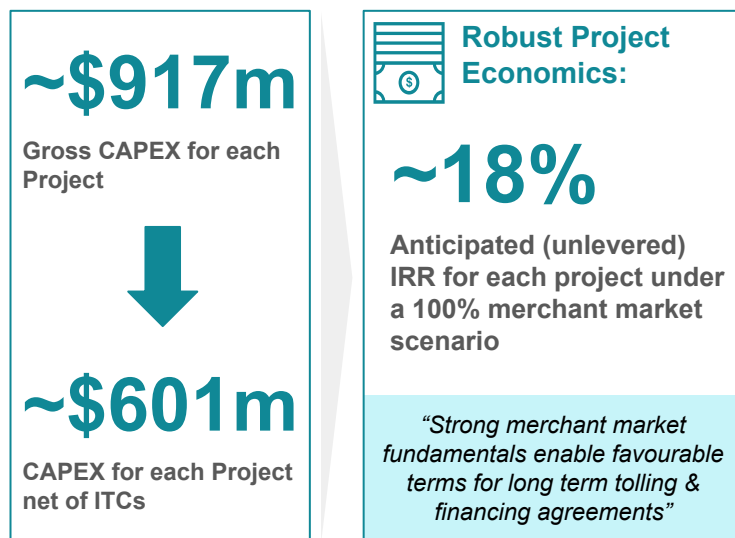 ~$917m
Gross CAPEX for each
Project
~$601m
CAPEX for each Project
net of ITCs
$
Robust Project
Economics:
~18%
Anticipated (unlevered)
IRR for each project under
a 100% merchant market
scenario
“Strong merchant market
fundamentals enable favourable
terms for long term tolling &
financing agreements”